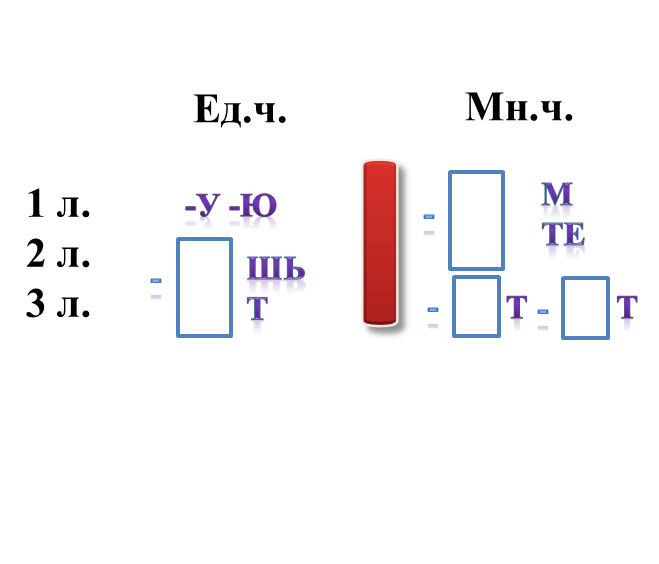 Ед.ч. Мн.ч.
1 л. -У -Ю - М
2 л. - ШЬ ТЕ
3 л. Т - Т - Т